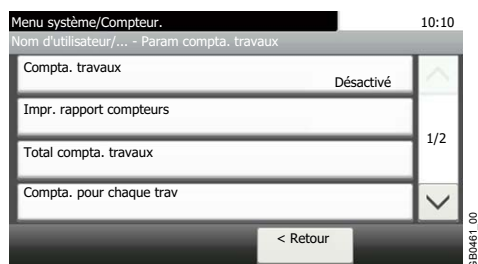 Menu système/Compteur.
10:10
Nom d'utilisateur/... - Param compta. travaux
Compta. travaux
Désactivé
Impr. rapport compteurs
1/2
Total compta. travaux
Compta. pour chaque trav
< Retour
GB0461_00